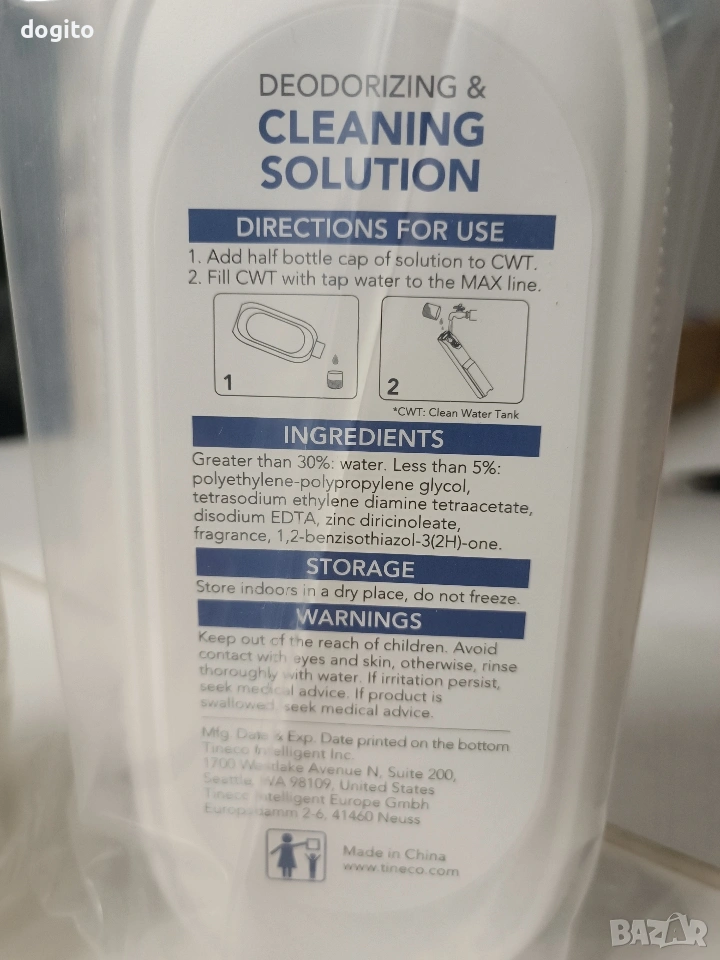 dogito
DEODORIZING &
CLEANING
SOLUTION
DIRECTIONS FOR USE
1. Add half bottle cap of solution to CWT.
2. Fill CWT with tap water to the MAX line.
1
2
*CWT: Clean Water Tank
INGREDIENTS
Greater than 30%: water. Less than 5%:
polyethylene-polypropylene glycol,
tetrasodium ethylene diamine tetraacetate,
disodium EDTA, zinc diricinoleate,
fragrance, 1,2-benzisothiazol-3(2H)-one.
STORAGE
Store indoors in a dry place, do not freeze.
WARNINGS
Keep out of the reach of children. Avoid
contact with eyes and skin, otherwise, rinse
thoroughly with water. If irritation persist,
seek medical advice. If product is
swallowed, seek medical advice.
Mfg. Date & Exp. Date printed on the bottom
Tineco Intelligent Inc.
1700 Westlake Avenue N, Suite 200,
Seattle, WA 98109, United States
Tineco Intelligent Europe Gmbh
Europadamm 2-6, 41460 Neuss
Made in China
www.tineco.com
BAZAR